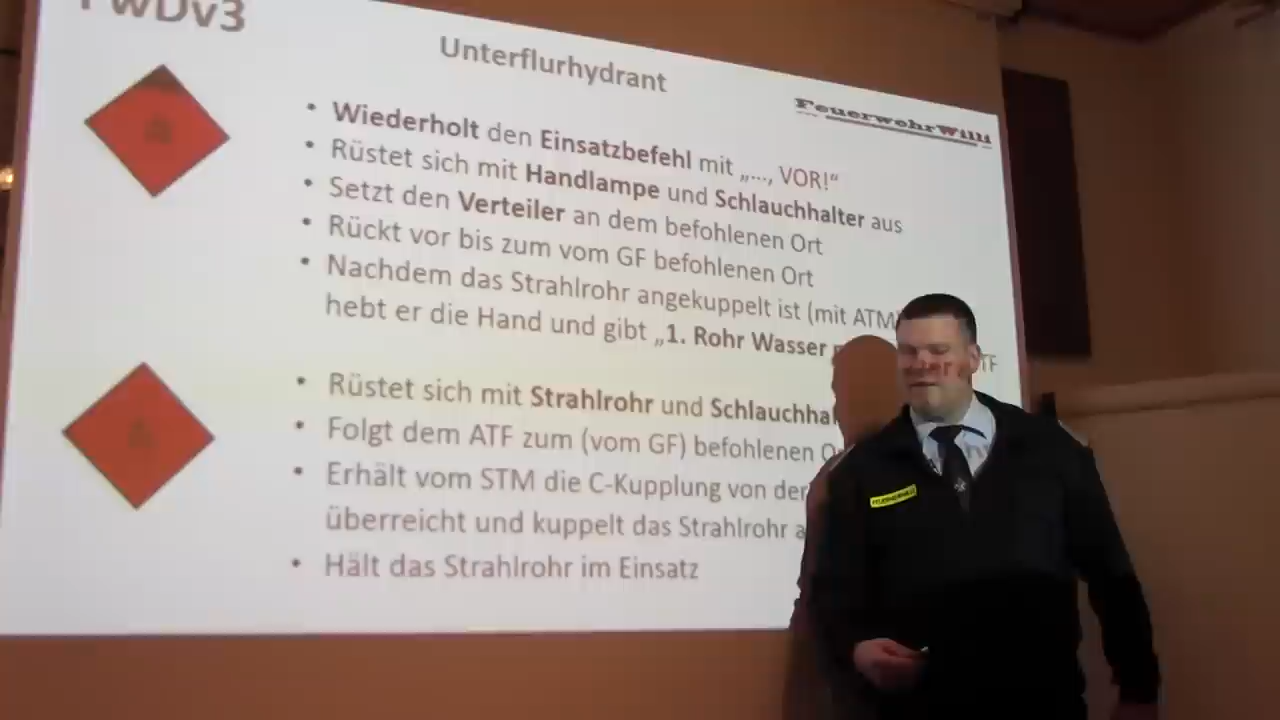 FwDv3
Unterflurhydrant
FeuerwehrWilli
• Wiederholt den Einsatzbefehl mit „..., VOR!“
• Rüstet sich mit Handlampe und Schlauchhalter aus
• Setzt den Verteiler an dem befohlenen Ort
• Rückt vor bis zum vom GF befohlenen Ort
• Nachdem das Strahlrohr angekuppelt ist (mit ATM
hebt er die Hand und gibt „1. Rohr Wasser
TF
• Rüstet sich mit Strahlrohr und
• Folgt dem ATF zum (vom GF) befohlenen
• Erhält vom STM die C-Kupplung von der
überreicht und kuppelt das Strahlrohr
• Hält das Strahlrohr im Einsatz
FEUERWEHRWILLI